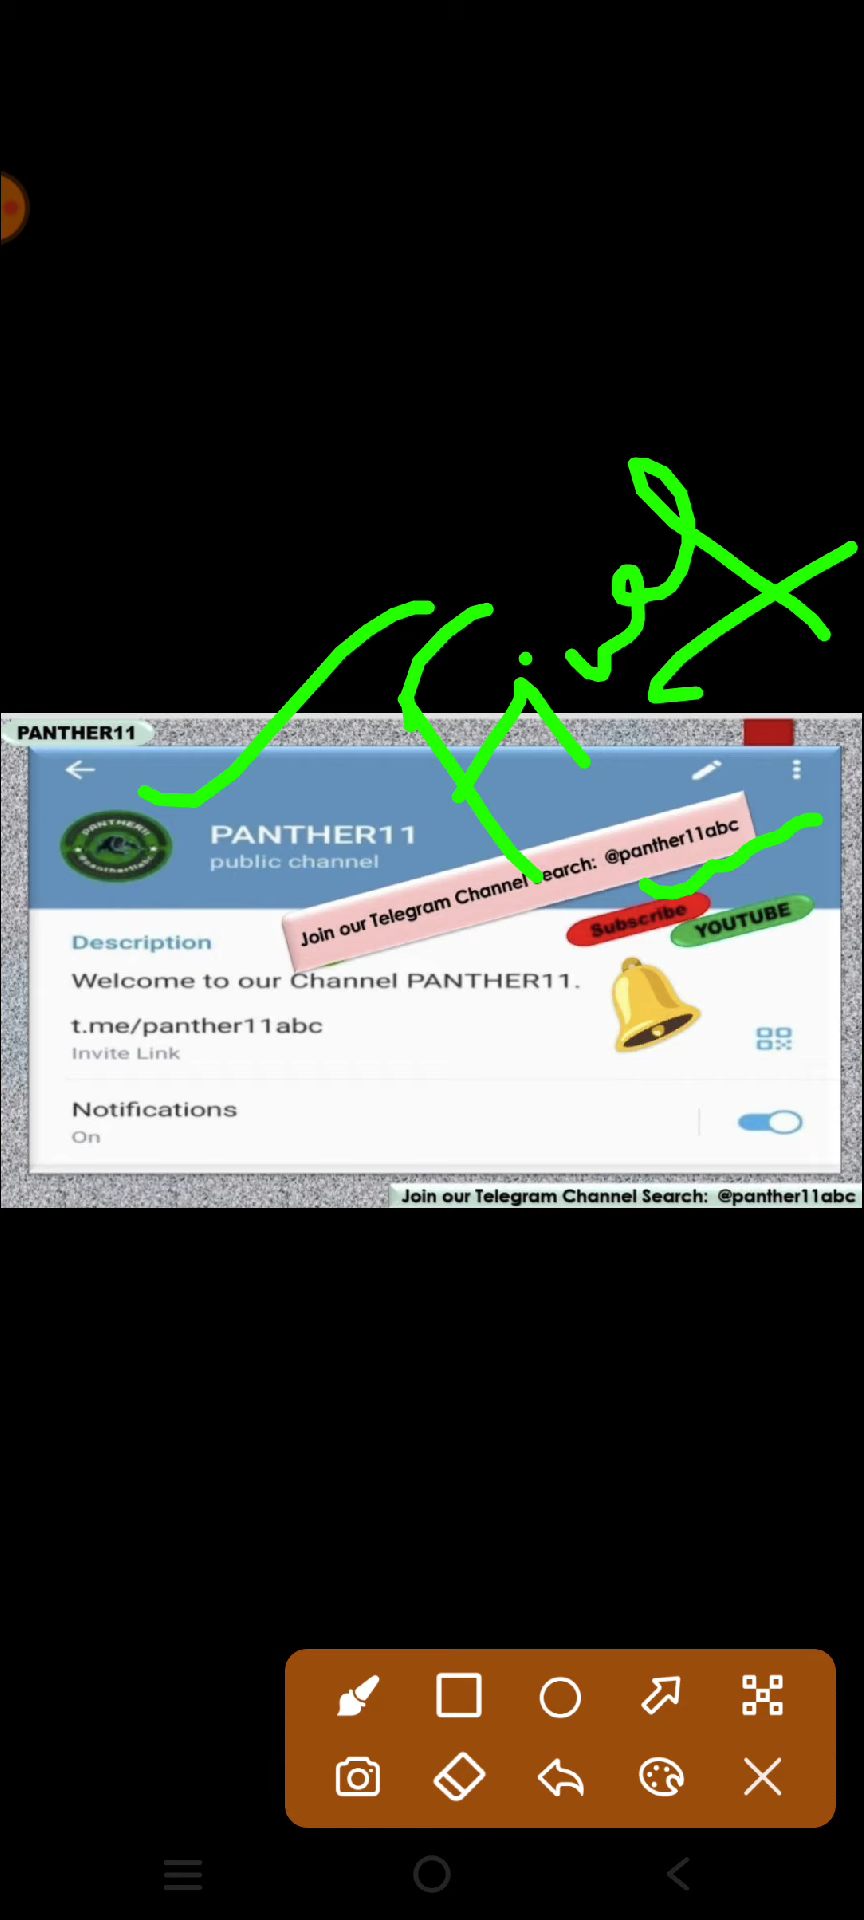 PANTHER11
PANTHER11
public channel
Join our Telegram Channel Search: @panther11abc
Subscribe
YOUTUBE
Description
Welcome to our Channel PANTHER11.
t.me/panther11abc
Invite Link
Notifications
On
Join our Telegram Channel Search: @panther11abc